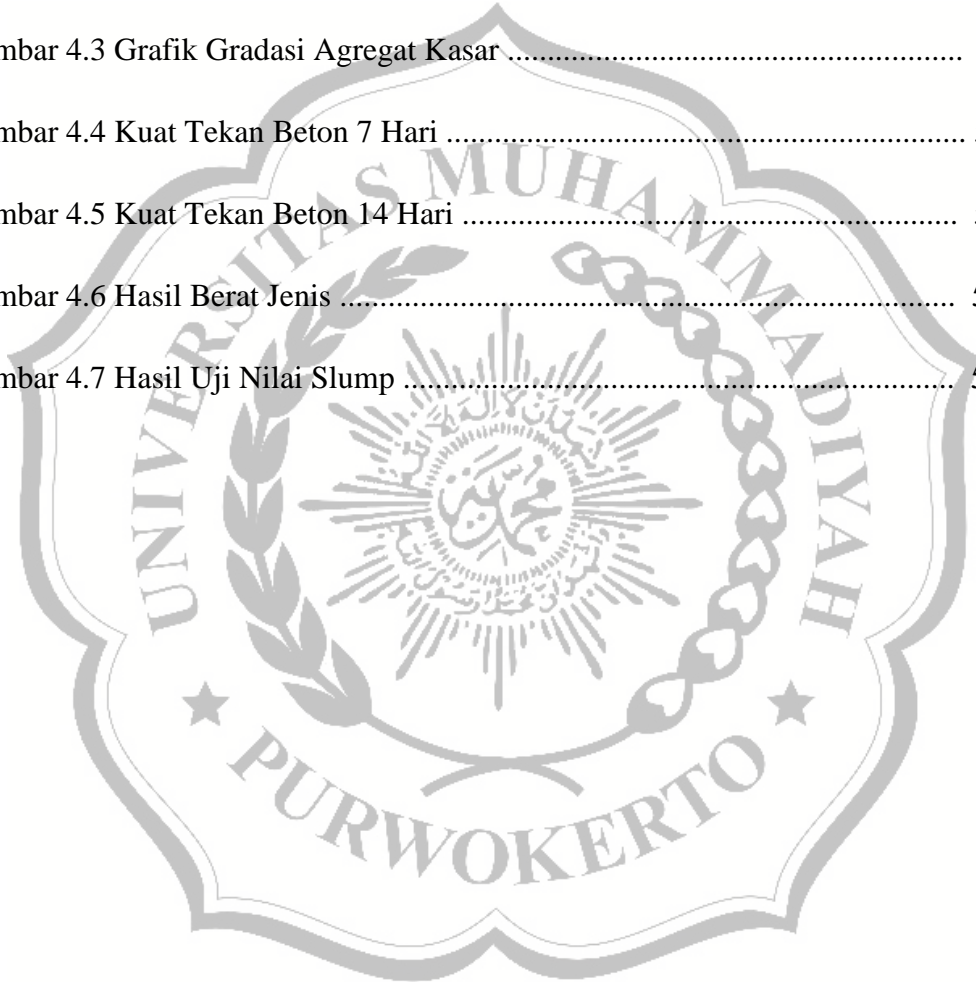 mbar 4.3 Grafik Gradasi Agregat Kasar ........................................................
mbar 4.4 Kuat Tekan Beton 7 Hari ................................................................
mbar 4.5 Kuat Tekan Beton 14 Hari .............................................................
mbar 4.6 Hasil Berat Jenis ............................................................................ 5
mbar 4.7 Hasil Uji Nilai Slump .................................................................... 5
UNIVERSITAS MUHAMMADIYAH
PURWOKERTO